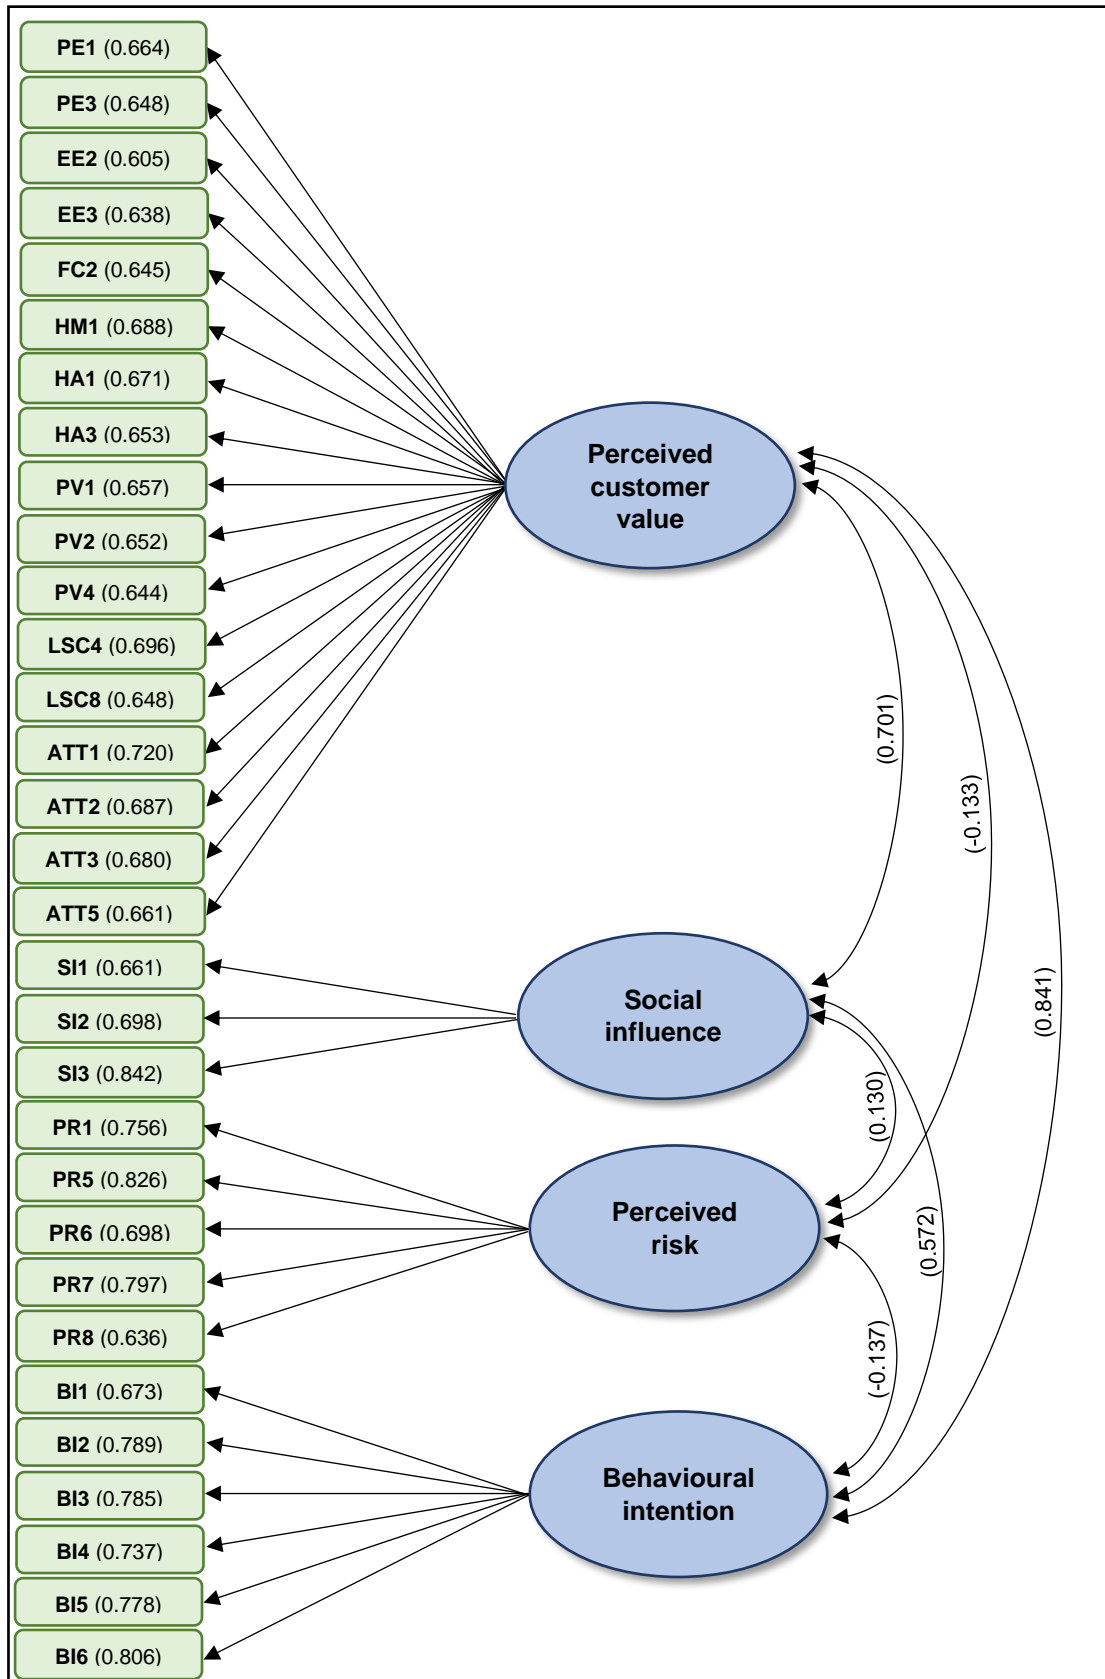 PE1 (0.664)
PE3 (0.648)
EE2 (0.605)
EE3 (0.638)
FC2 (0.645)
HM1 (0.688)
HA1 (0.671)
HA3 (0.653)
PV1 (0.657)
PV2 (0.652)
PV4 (0.644)
LSC4 (0.696)
LSC8 (0.648)
ATT1 (0.720)
ATT2 (0.687)
ATT3 (0.680)
ATT5 (0.661)
SI1 (0.661)
SI2 (0.698)
SI3 (0.842)
PR1 (0.756)
PR5 (0.826)
PR6 (0.698)
PR7 (0.797)
PR8 (0.636)
BI1 (0.673)
BI2 (0.789)
BI3 (0.785)
BI4 (0.737)
BI5 (0.778)
BI6 (0.806)
Perceived
customer
value
Social
influence
Perceived
risk
Behavioural
intention
(0.701)
(-0.133)
(0.841)
(0.130)
(0.572)
(-0.137)